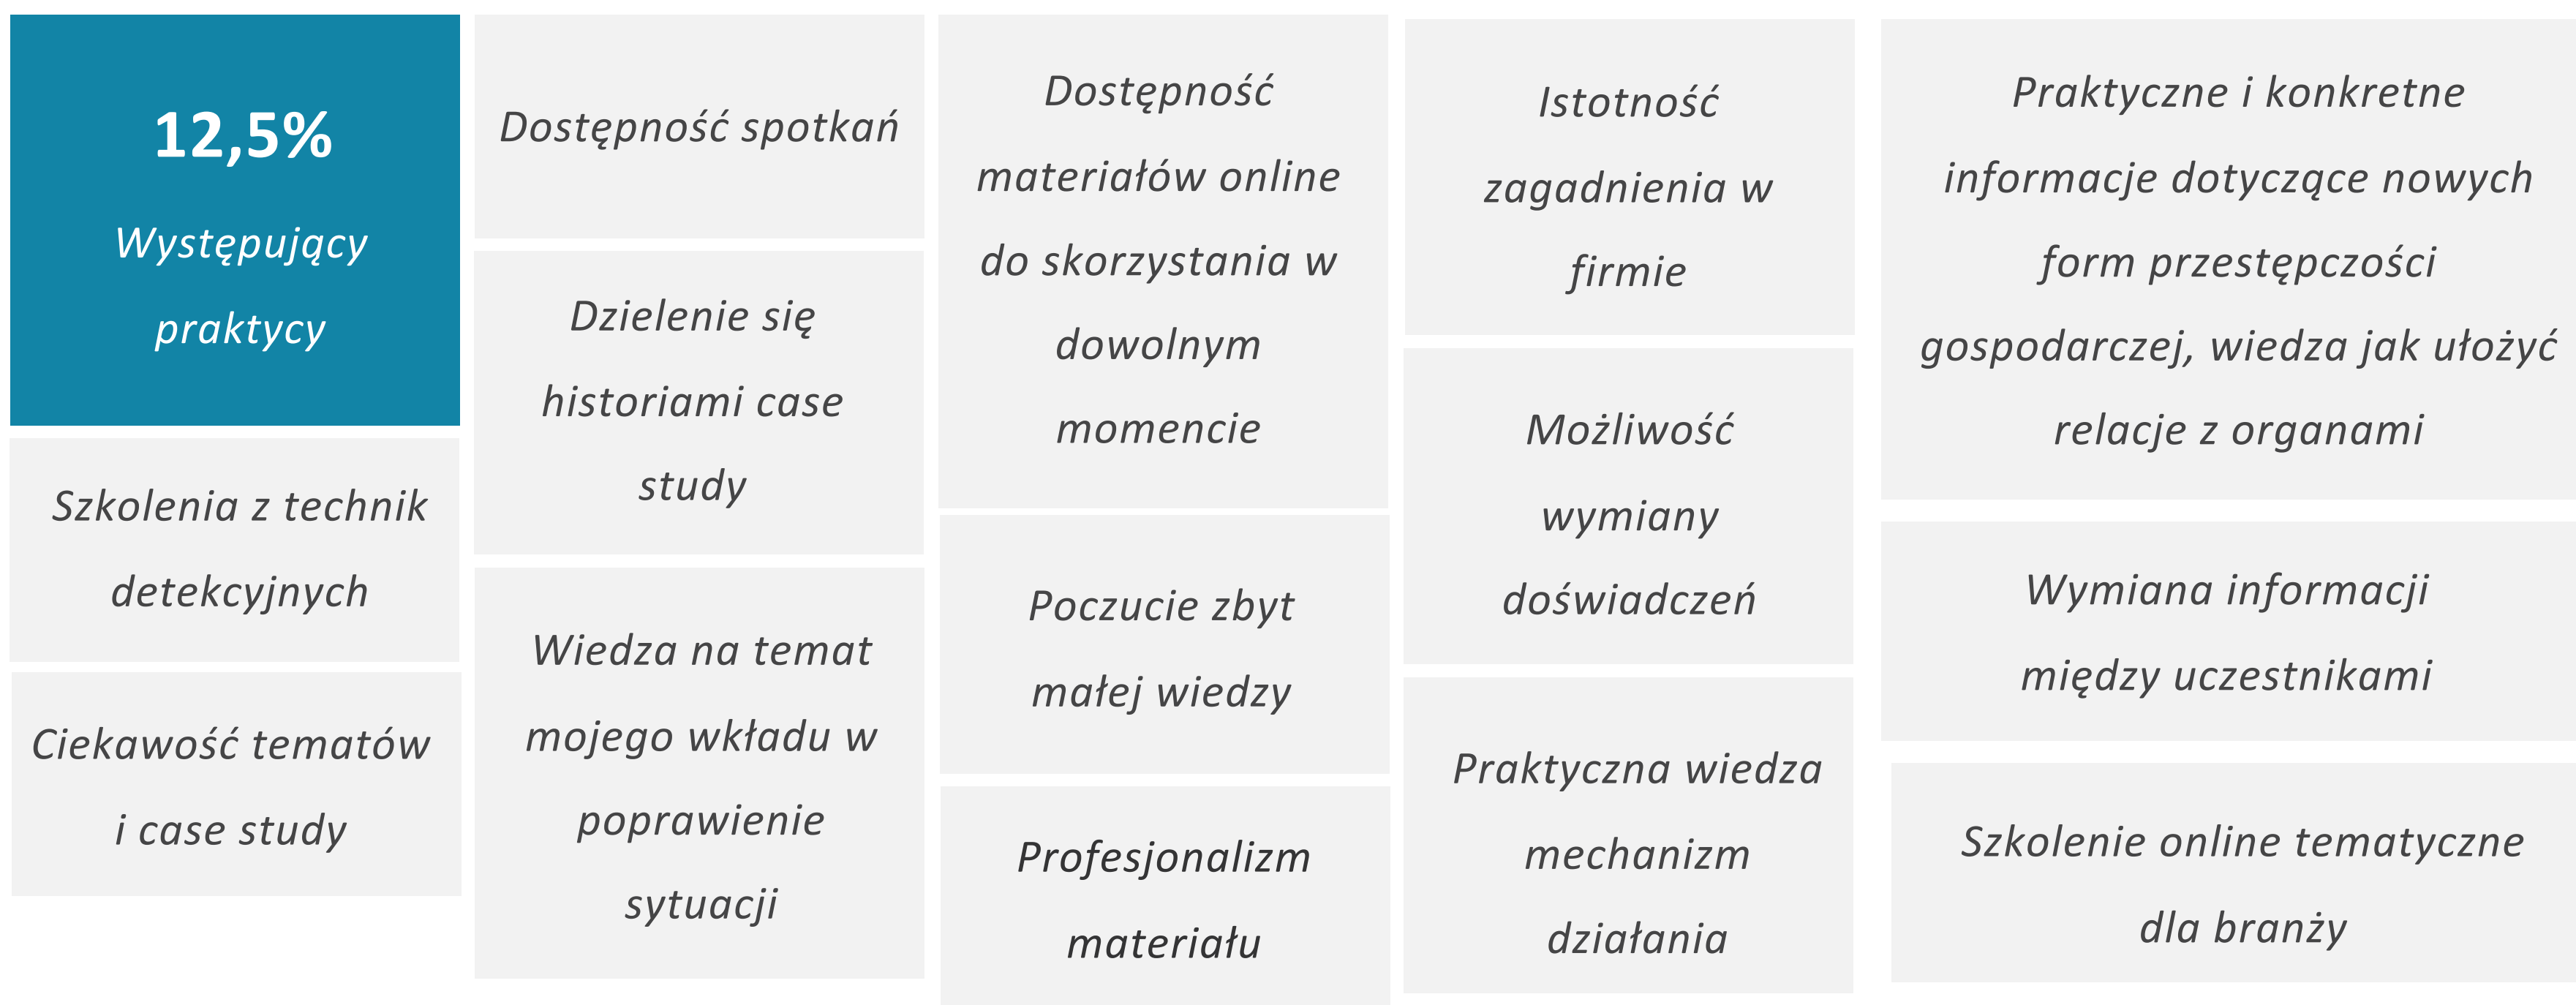 12,5%
Występujący
praktycy
Szkolenia z technik
detekcyjnych
Ciekawość tematów
i case study
Dostępność spotkań
Dzielenie się
historiami case
study
Wiedza na temat
mojego wkładu w
poprawienie
sytuacji
Dostępność
materiałów online
do skorzystania w
dowolnym
momencie
Poczucie zbyt
małej wiedzy
Profesjonalizm
materiału
Istotność
zagadnienia w
firmie
Możliwość
wymiany
doświadczeń
Praktyczna wiedza
mechanizm
działania
Praktyczne i konkretne
informacje dotyczące nowych
form przestępczości
gospodarczej, wiedza jak ułożyć
relacje z organami
Wymiana informacji
między uczestnikami
Szkolenie online tematyczne
dla branży